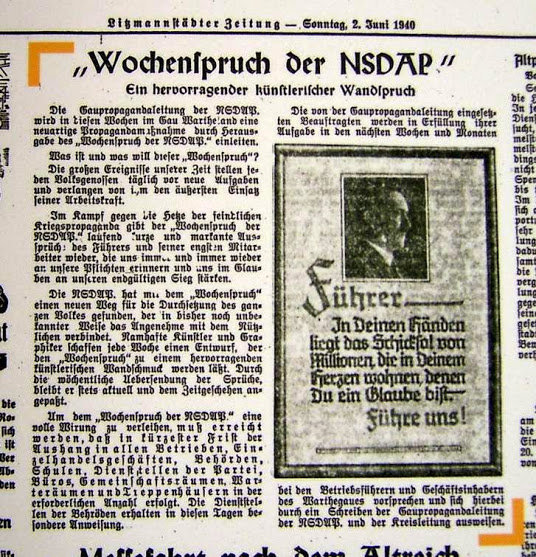 Litzmannstädter Zeitung — Sonntag, 2. Juni 1940
„Wochenspruch der NSDAP."
Ein hervorragender künstlerischer Wandspruch
Die Gaupropagandaleitung der NSDAP.
wird in diesen Wochen im Gau Wartheland eine
neuartige Propagandamaßnahme durch Heraus-
gabe des „Wochenspruch der NSDAP." einleiten.
Was ist und was will dieser „Wochenspruch"?
Die großen Ereignisse unserer Zeit stellen je-
den Volksgenossen täglich vor neue Aufgaben
und verlangen von ihm den äußersten Einsatz
seiner Arbeitskraft.
Im Kampf gegen die Hetze der feindlichen
Kriegspropaganda gibt der „Wochenspruch der
NSDAP." laufend kurze und markante Aus-
sprüche des Führers und seiner engsten Mitar-
beiter wieder, die uns immer und immer wieder
an unsere Pflichten erinnern und uns im Glau-
ben an unseren endgültigen Sieg stärken.
Die NSDAP. hat mit dem „Wochenspruch"
einen neuen Weg für die Durchsetzung des gan-
zen Volkes gefunden, der in bisher noch unbe-
kannter Weise das Angenehme mit dem Nütz-
lichen verbindet. Namhafte Künstler und Gra-
phiker schaffen jede Woche einen Entwurf, der
den „Wochenspruch" zu einem hervorragenden
künstlerischen Wandschmuck werden läßt. Durch
die wöchentliche Uebersendung der Sprüche,
bleibt er stets aktuell und dem Zeitgeschehen an-
gepaßt.
Um dem „Wochenspruch der NSDAP." eine
volle Wirkung zu verleihen, muß erreicht
werden, daß in kürzester Frist der
Aushang in allen Betrieben, Ein-
zelhandelsgeschäften, Behörden,
Schulen, Dienststellen der Partei,
Büros, Gemeinschaftsräumen, War-
teräumen und Treppenhäusern in der
erforderlichen Anzahl erfolgt. Die Dienststel-
len der Behörden erhalten in diesen Tagen be-
sondere Anweisung.
Die von der Gaupropagandaleitung eingesetz-
ten Beauftragten werden in Erfüllung ihrer
Aufgabe in den nächsten Wochen und Monaten
Führer
In Deinen Händen
liegt das Schicksal von
Millionen, die in Deinem
Herzen wohnen, denen
Du ein Glaube bist
Führe uns!
bei den Betriebsführern und Geschäftsinhabern
des Warthegaues vorsprechen und sich hierbei
durch ein Schreiben der Gaupropagandaleitung
der NSDAP. und der Kreisleitung ausweisen.